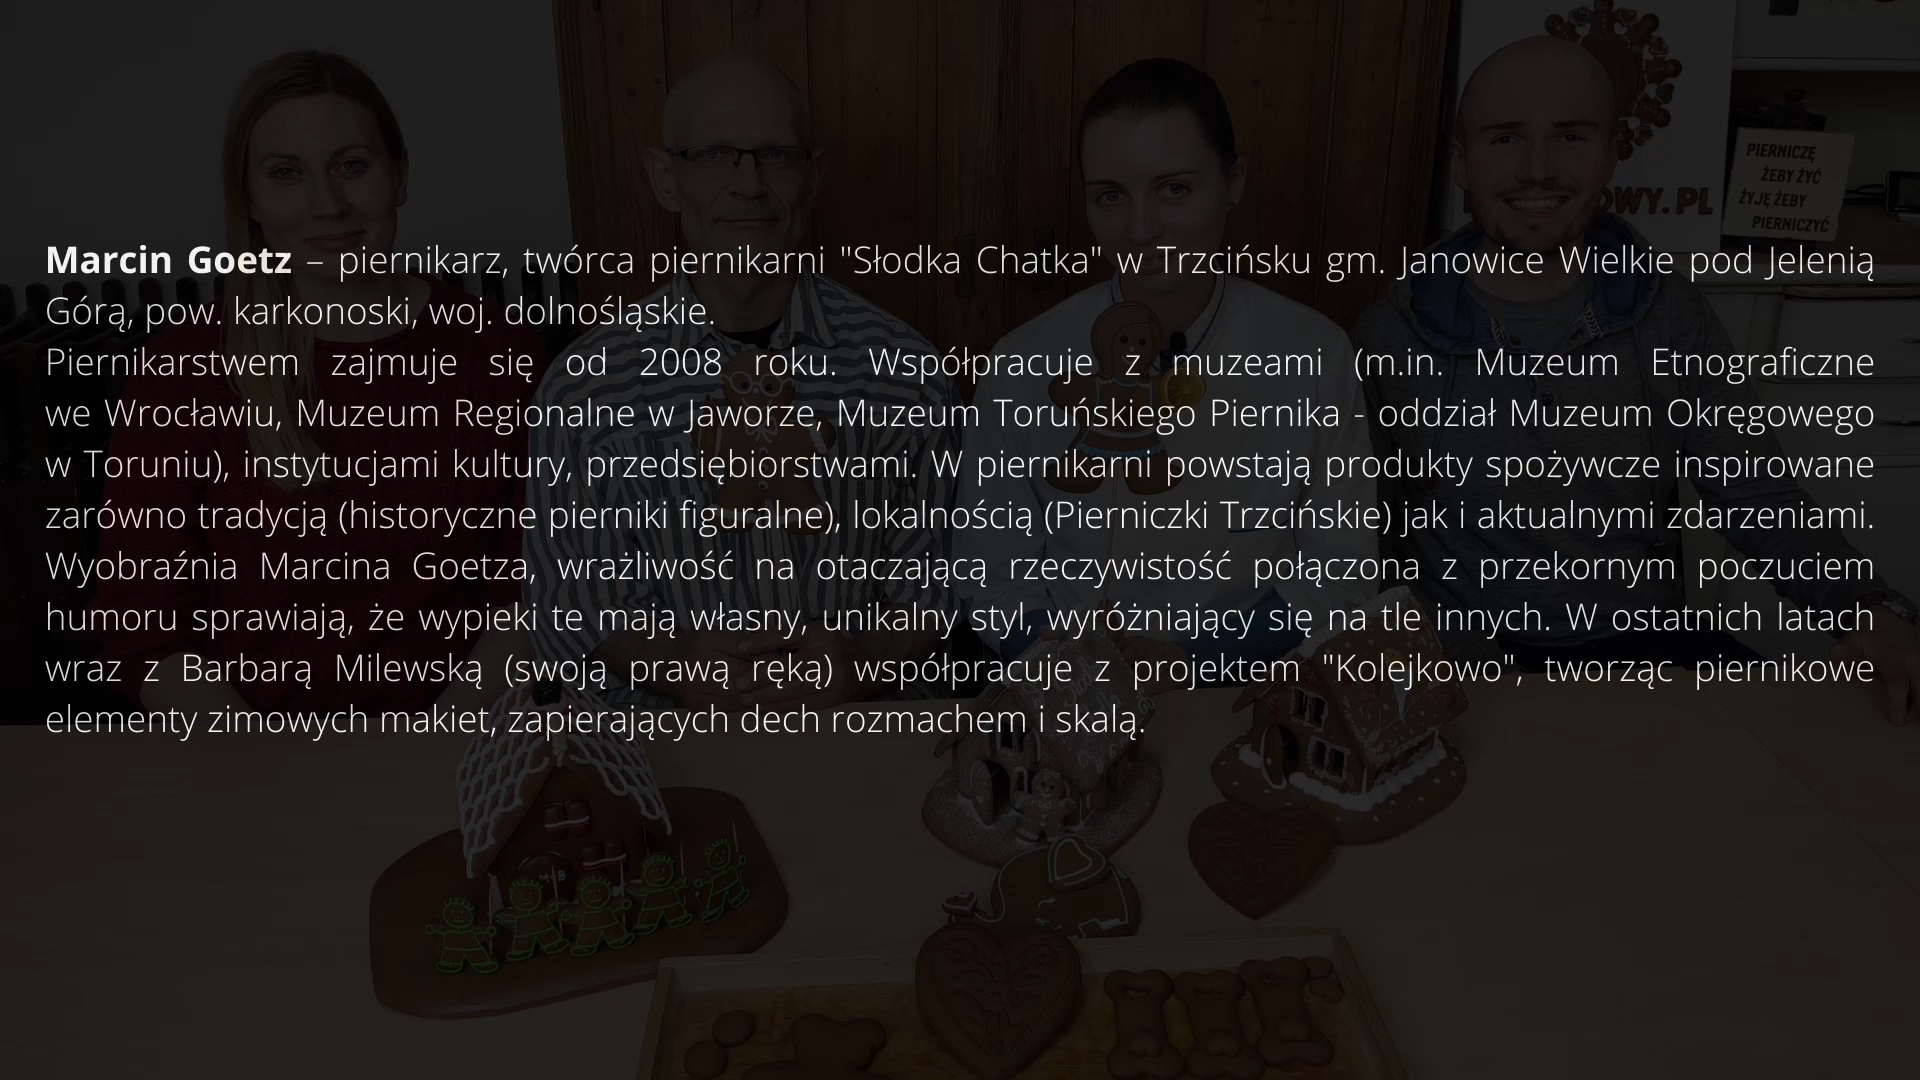 Marcin Goetz – piernikarz, twórca piernikarni "Słodka Chatka" w Trzcińsku gm. Janowice Wielkie pod Jelenią
Górą, pow. karkonoski, woj. dolnośląskie.
Piernikarstwem zajmuje się od 2008 roku. Współpracuje z muzeami (m.in. Muzeum Etnograficzne
we Wrocławiu, Muzeum Regionalne w Jaworze, Muzeum Toruńskiego Piernika - oddział Muzeum Okręgowego
w Toruniu), instytucjami kultury, przedsiębiorstwami. W piernikarni powstają produkty spożywcze inspirowane
zarówno tradycją (historyczne pierniki figuralne), lokalnością (Pierniczki Trzcińskie) jak i aktualnymi zdarzeniami.
Wyobraźnia Marcina Goetza, wrażliwość na otaczającą rzeczywistość połączona z przekornym poczuciem
humoru sprawiają, że wypieki te mają własny, unikalny styl, wyróżniający się na tle innych. W ostatnich latach
wraz z Barbarą Milewską (swoją prawą ręką) współpracuje z projektem "Kolejkowo", tworząc piernikowe
elementy zimowych makiet, zapierających dech rozmachem i skalą.
PIERNICZĘ
ŻEBY ŻYĆ
ŻYJĘ ŻEBY
PIERNICZYĆ
OWY.PL
M B